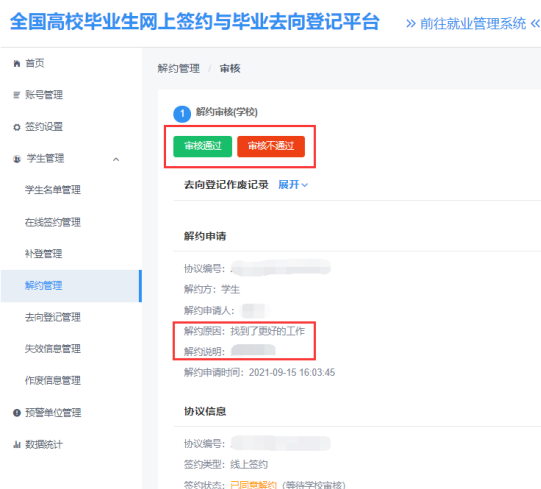 全国高校毕业生网上签约与毕业去向登记平台 » 前往就业管理系统 «
首页
账号管理
签约设置
学生管理
学生名单管理
在线签约管理
补登管理
解约管理
去向登记管理
失效信息管理
作废信息管理
预警单位管理
数据统计
解约管理 / 审核
1 解约审核(学校)
审核通过 审核不通过
去向登记作废记录 展开
解约申请
协议编号：
解约方：学生
解约申请人：
解约原因：找到了更好的工作
解约说明：
解约申请时间：2021-09-15 16:03:45
协议信息
协议编号：
签约类型：线上签约
签约状态：已同意解约（等待学校审核）